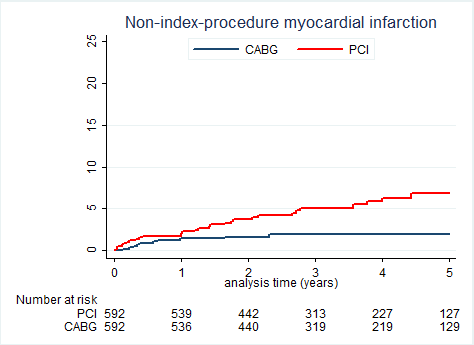 Non-index-procedure myocardial infarction
CABG PCI
25
20
15
10
5
0
0 1 2 3 4 5
analysis time (years)
Number at risk
PCI 592 539 442 313 227 127
CABG 592 536 440 319 219 129